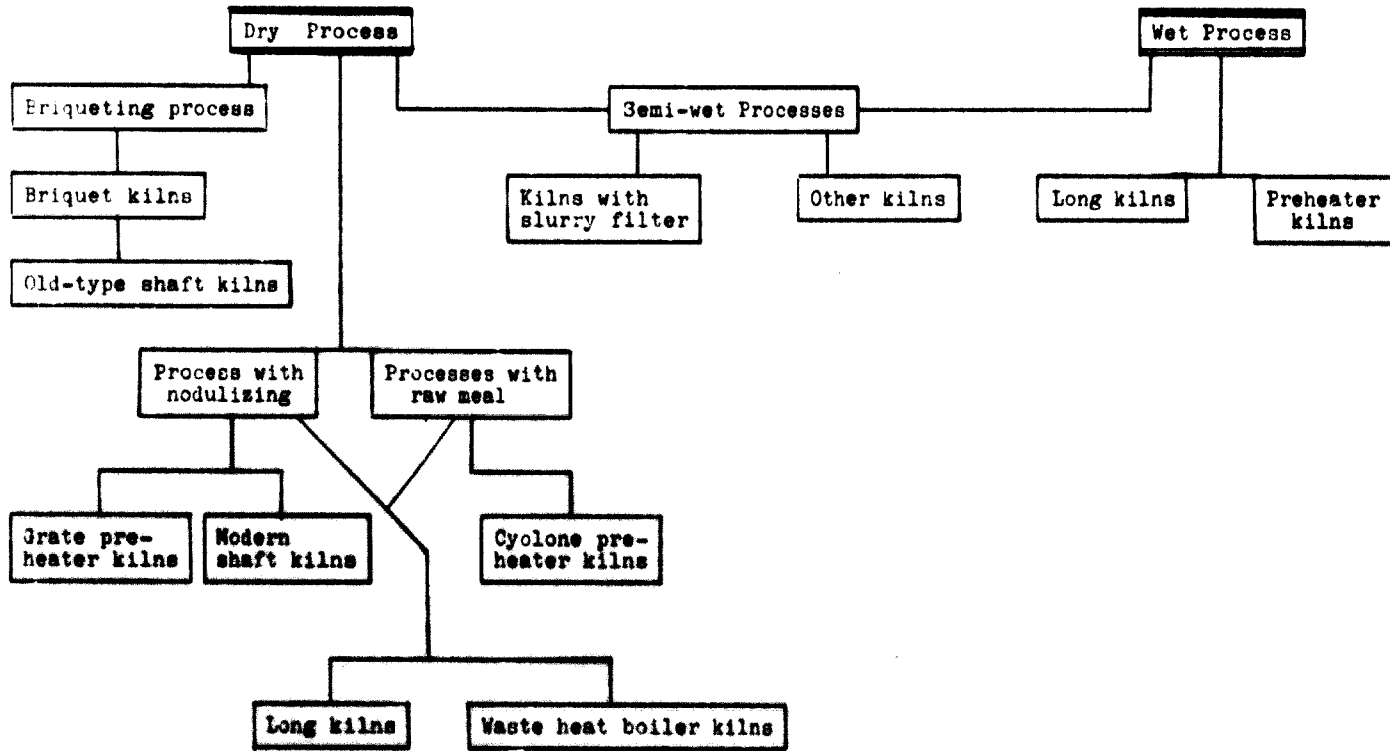 Dry Process
Wet Process
Briqueting process
Semi-wet Processes
Briquet kilns
Kilns with
slurry filter
Other kilns
Long kilns
Preheater
kilns
Old-type shaft kilns
Process with
nodulizing
Processes with
raw meal
Grate pre-
heater kilns
Modern
shaft kilns
Cyclone pre-
heater kilns
Long kilns
Waste heat boiler kilns